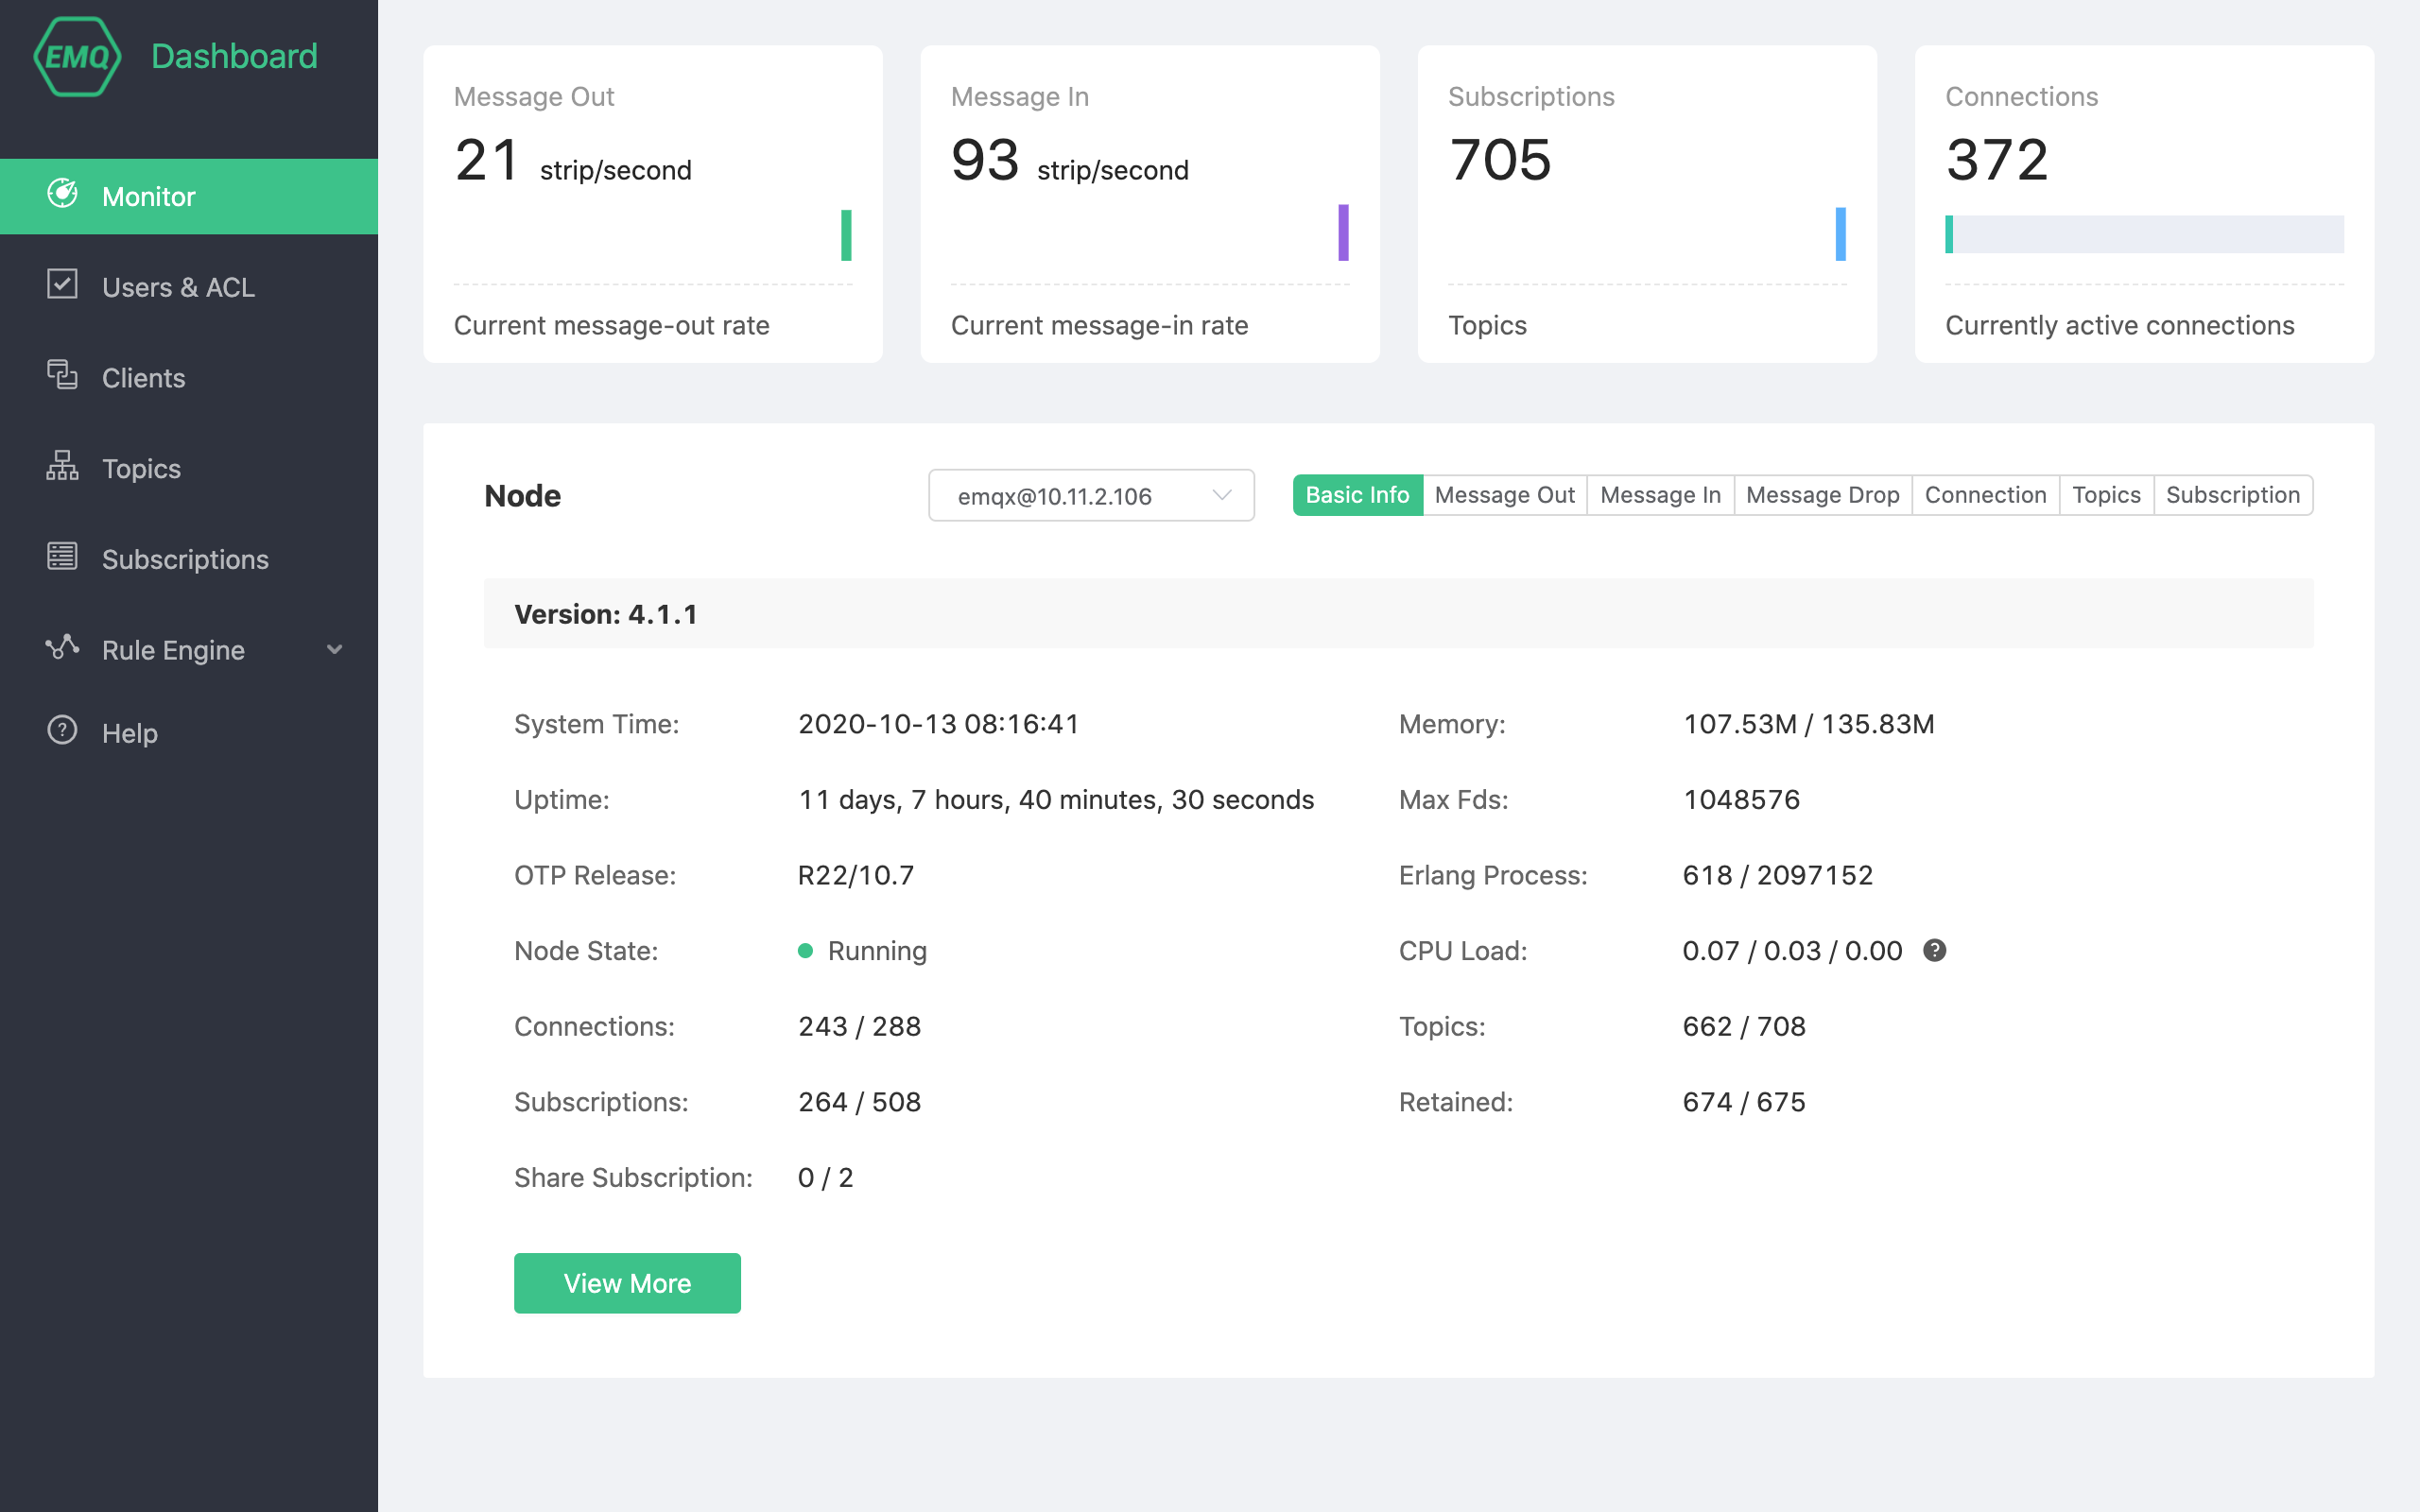 EMQ Dashboard
Monitor
Users & ACL
Clients
Topics
Subscriptions
Rule Engine
Help
Message Out
21 strip/second
Current message-out rate
Message In
93 strip/second
Current message-in rate
Subscriptions
705
Topics
Connections
372
Currently active connections
Node
emqx@10.11.2.106
Basic Info Message Out Message In Message Drop Connection Topics Subscription
Version: 4.1.1
System Time: 2020-10-13 08:16:41
Uptime: 11 days, 7 hours, 40 minutes, 30 seconds
OTP Release: R22/10.7
Node State: Running
Connections: 243 / 288
Subscriptions: 264 / 508
Share Subscription: 0 / 2
Memory: 107.53M / 135.83M
Max Fds: 1048576
Erlang Process: 618 / 2097152
CPU Load: 0.07 / 0.03 / 0.00 ?
Topics: 662 / 708
Retained: 674 / 675
View More